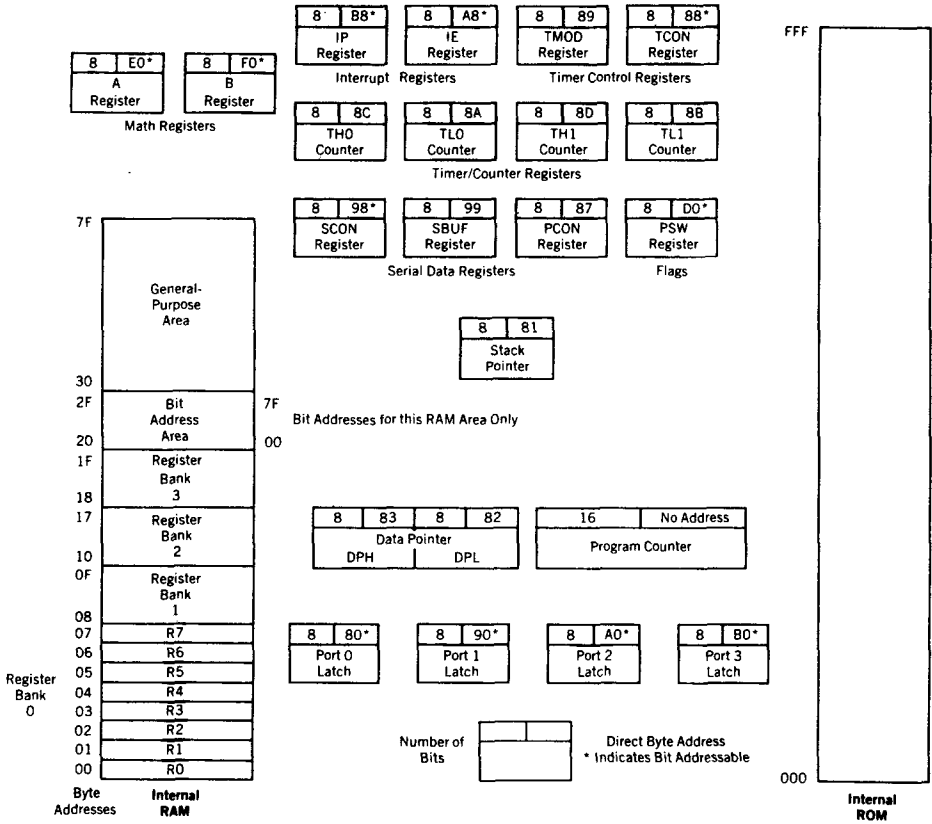 8 B8* 8 A8* 8 89 8 88*
IP Register IE Register TMOD Register TCON Register
Interrupt Registers Timer Control Registers
8 E0* 8 F0*
A Register B Register
Math Registers
8 8C 8 8A 8 8D 8 8B
TH0 Counter TL0 Counter TH1 Counter TL1 Counter
Timer/Counter Registers
8 98* 8 99 8 87 8 D0*
SCON Register SBUF Register PCON Register PSW Register
Serial Data Registers Flags
8 81
Stack
Pointer
7F
General-
Purpose
Area
30
2F Bit 7F
Address
Area
20 00
Bit Addresses for this RAM Area Only
1F Register
Bank
18 3
17 Register
Bank
10 2
0F Register
Bank
08 1
07 R7
06 R6
05 R5
04 R4
03 R3
02 R2
01 R1
00 R0
Register
Bank
0
Byte
Addresses
Internal
RAM
8 83 8 82
Data Pointer
DPH DPL
16 No Address
Program Counter
8 80* 8 90* 8 A0* 8 B0*
Port 0 Latch Port 1 Latch Port 2 Latch Port 3 Latch
Number of
Bits
Direct Byte Address
* Indicates Bit Addressable
FFF
000
Internal
ROM